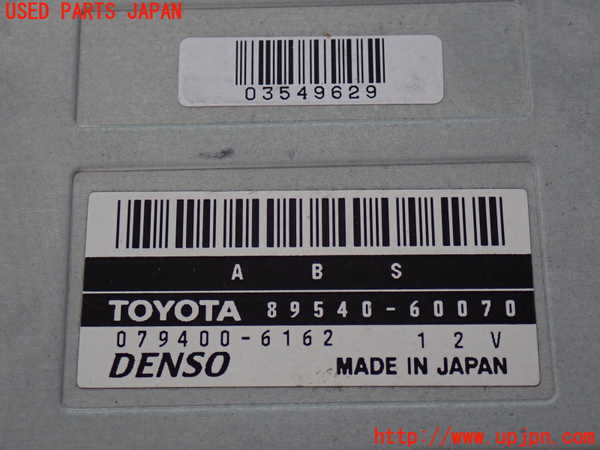 USED PARTS JAPAN
03549629
A B S
TOYOTA 89540-60070
079400-6162 12V
DENSO MADE IN JAPAN
http://www.upjpn.com/